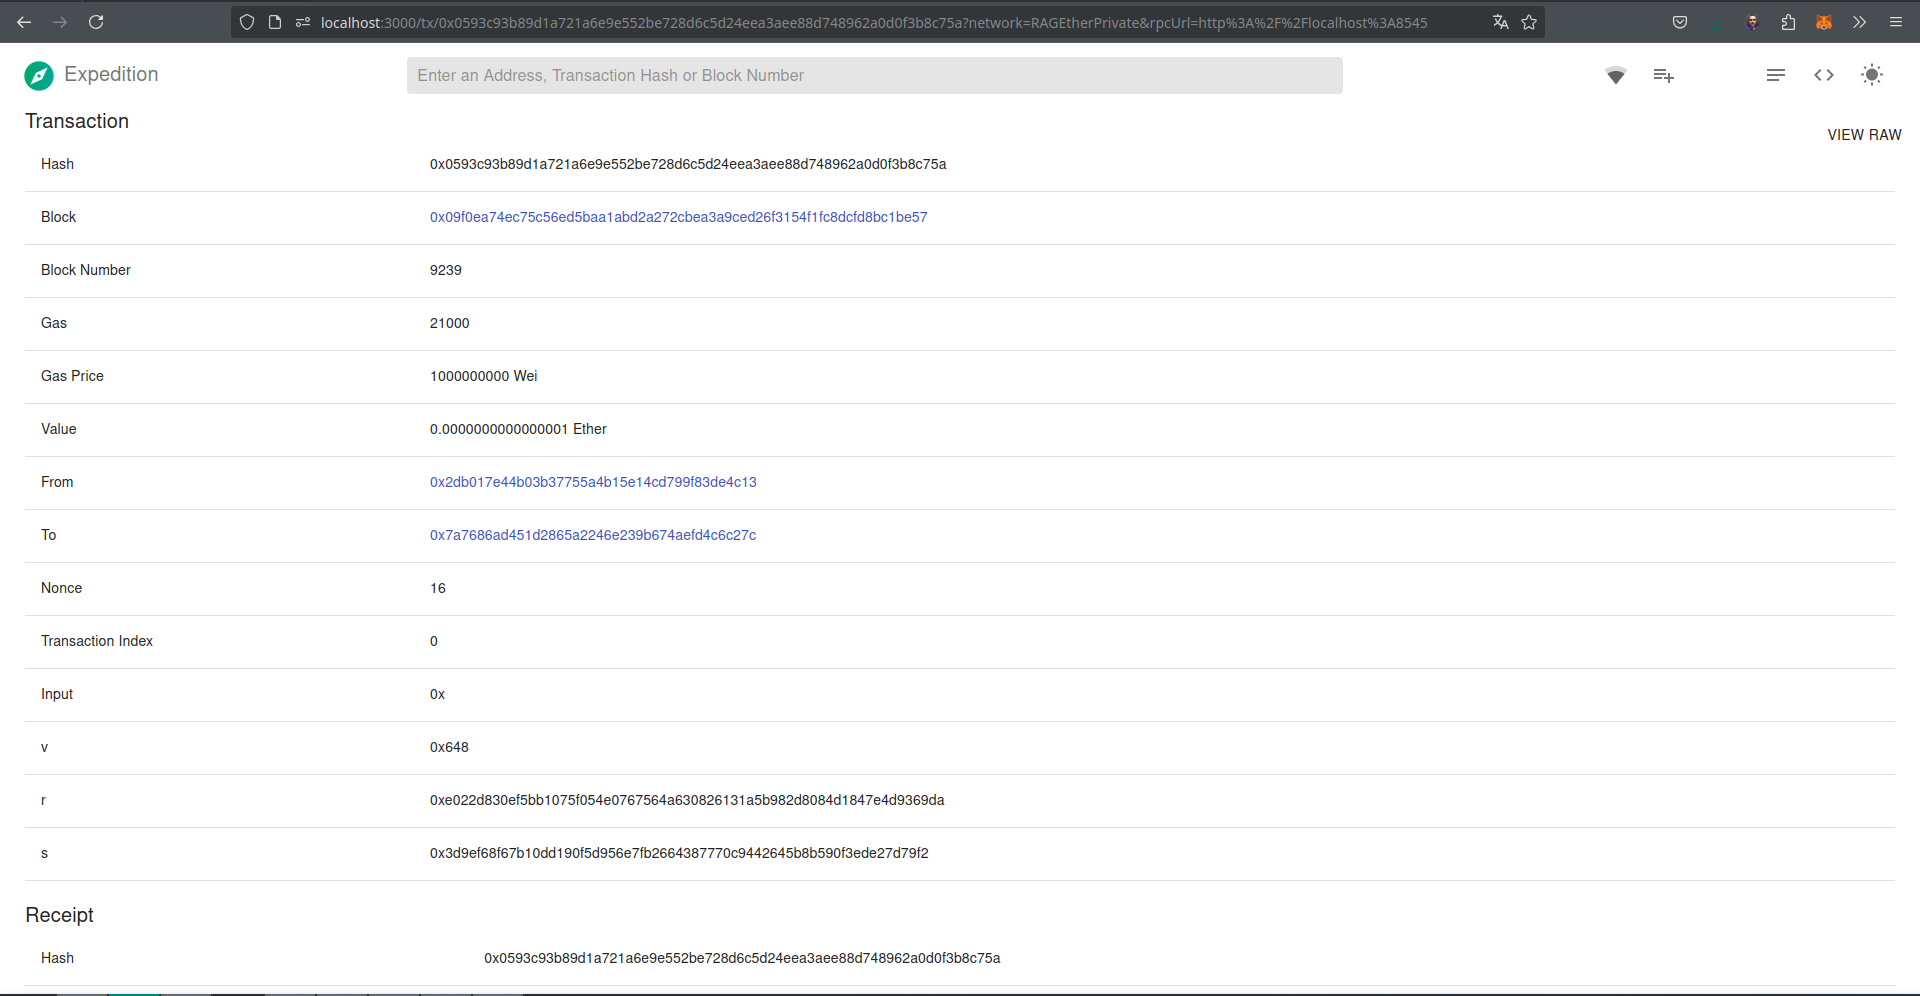 localhost:3000/tx/0x0593c93b89d1a721a6e9e552be728d6c5d24eea3aee88d748962a0d0f3b8c75a?network=RAGEtherPrivate&rpcUrl=http%3A%2F%2Flocalhost%3A8545
Expedition
Enter an Address, Transaction Hash or Block Number
Transaction
VIEW RAW
Hash 0x0593c93b89d1a721a6e9e552be728d6c5d24eea3aee88d748962a0d0f3b8c75a
Block 0x09f0ea74ec75c56ed5baa1abd2a272cbea3a9ced26f3154f1fc8dcfd8bc1be57
Block Number 9239
Gas 21000
Gas Price 1000000000 Wei
Value 0.0000000000000001 Ether
From 0x2db017e44b03b37755a4b15e14cd799f83de4c13
To 0x7a7686ad451d2865a2246e239b674aefd4c6c27c
Nonce 16
Transaction Index 0
Input 0x
v 0x648
r 0xe022d830ef5bb1075f054e0767564a630826131a5b982d8084d1847e4d9369da
s 0x3d9ef68f67b10dd190f5d956e7fb2664387770c9442645b8b590f3ede27d79f2
Receipt
Hash 0x0593c93b89d1a721a6e9e552be728d6c5d24eea3aee88d748962a0d0f3b8c75a